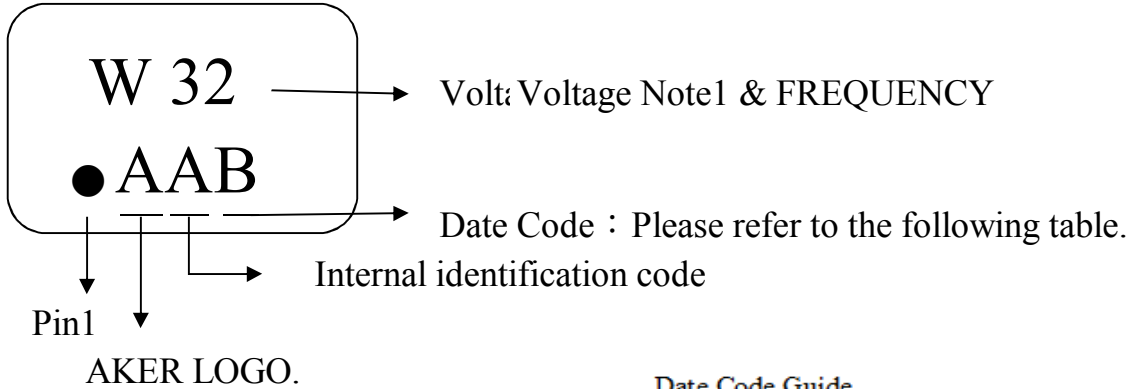 W 32
Volt Voltage Note1 & FREQUENCY
AAB
Date Code：Please refer to the following table.
Internal identification code
Pin1
AKER LOGO.
Date Code Guide